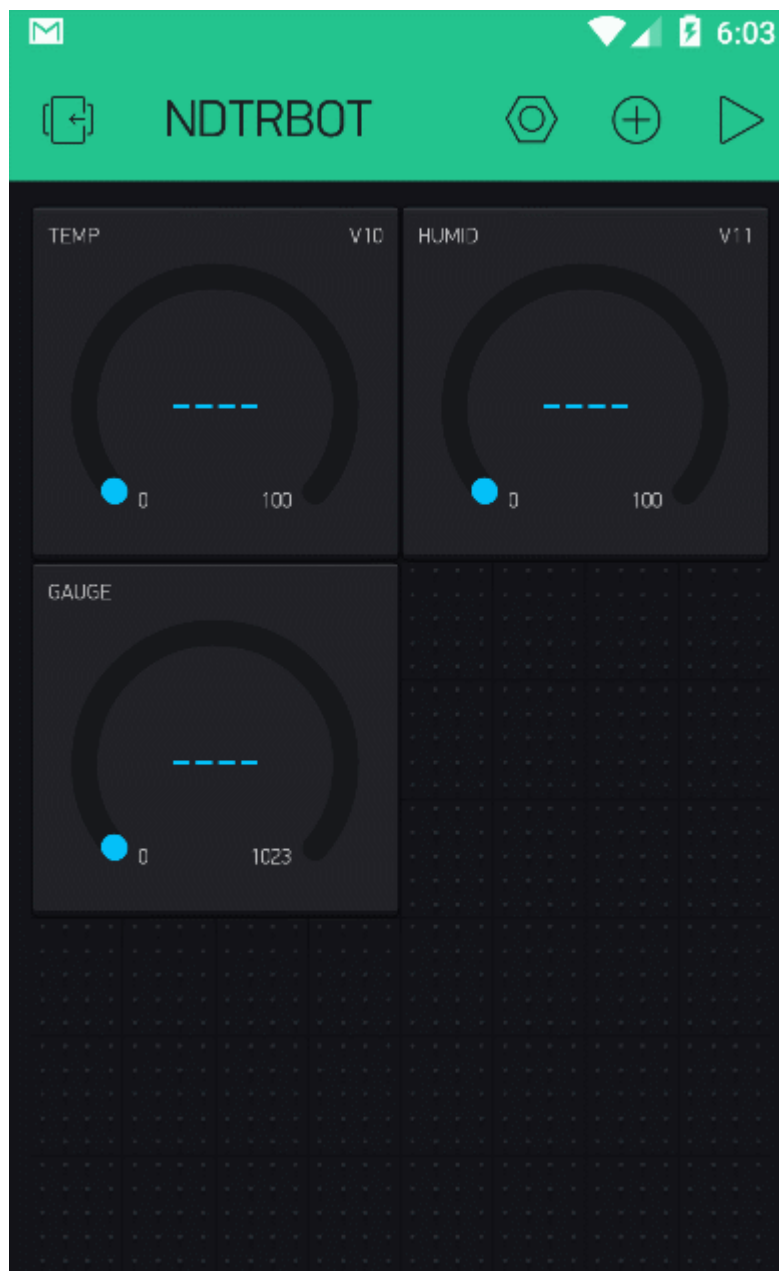 6:03
NDTRBOT
TEMP V10
HUMID V11
----
----
0 100
0 100
GAUGE
----
0 1023